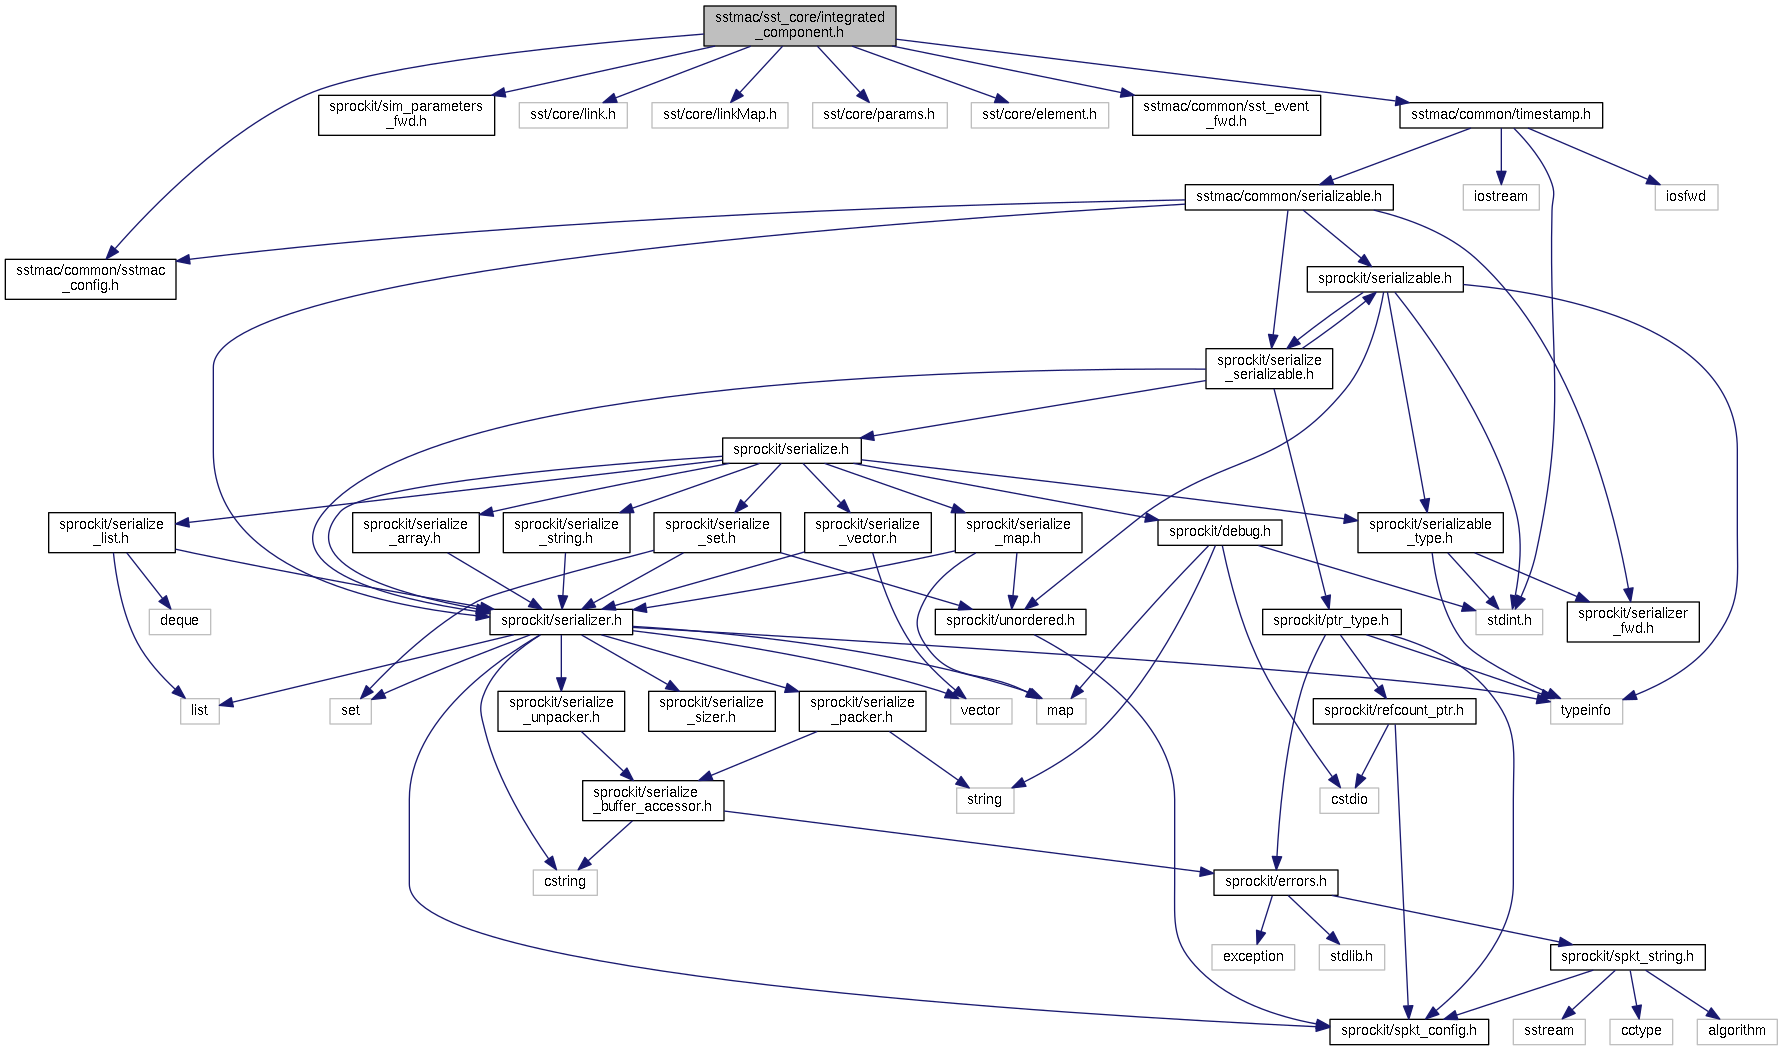 sstmac/sst_core/integrated
_component.h
sprockit/sim_parameters
_fwd.h
sst/core/link.h
sst/core/linkMap.h
sst/core/params.h
sst/core/element.h
sstmac/common/sst_event
_fwd.h
sstmac/common/timestamp.h
sstmac/common/serializable.h
iostream
iosfwd
sstmac/common/sstmac
_config.h
sprockit/serializable.h
sprockit/serialize
_serializable.h
sprockit/serialize.h
sprockit/serialize
_list.h
sprockit/serialize
_array.h
sprockit/serialize
_string.h
sprockit/serialize
_set.h
sprockit/serialize
_vector.h
sprockit/serialize
_map.h
sprockit/debug.h
sprockit/serializable
_type.h
deque
sprockit/serializer.h
sprockit/unordered.h
sprockit/ptr_type.h
stdint.h
sprockit/serializer
_fwd.h
list
set
sprockit/serialize
_unpacker.h
sprockit/serialize
_sizer.h
sprockit/serialize
_packer.h
vector
map
sprockit/refcount_ptr.h
typeinfo
sprockit/serialize
_buffer_accessor.h
string
cstdio
cstring
sprockit/errors.h
exception
stdlib.h
sprockit/spkt_string.h
sprockit/spkt_config.h
sstream
cctype
algorithm